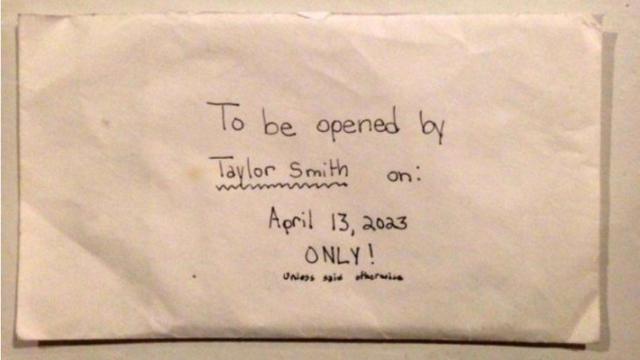 To be opened by
Taylor Smith on:
April 13, 2023
ONLY!
Unless said otherwise